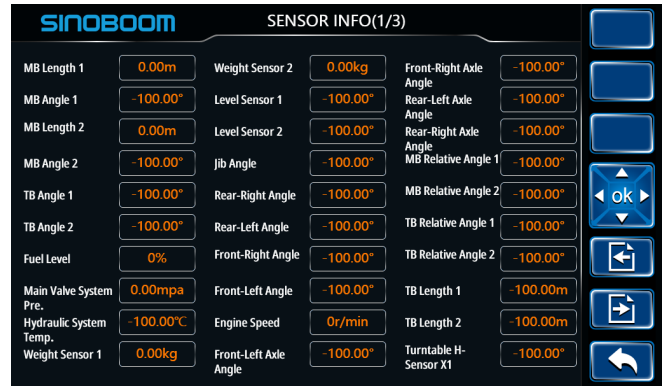 SINOBOOM
SENSOR INFO(1/3)
MB Length 1
0.00m
MB Angle 1
-100.00°
MB Length 2
0.00m
MB Angle 2
-100.00°
TB Angle 1
-100.00°
TB Angle 2
-100.00°
Fuel Level
0%
Main Valve System
Pre.
0.00mpa
Hydraulic System
Temp.
-100.00℃
Weight Sensor 1
0.00kg
Weight Sensor 2
0.00kg
Level Sensor 1
-100.00°
Level Sensor 2
-100.00°
Jib Angle
-100.00°
Rear-Right Angle
-100.00°
Rear-Left Angle
-100.00°
Front-Right Angle
-100.00°
Front-Left Angle
-100.00°
Engine Speed
0r/min
Front-Left Axle
Angle
-100.00°
Front-Right Axle
Angle
-100.00°
Rear-Left Axle
Angle
-100.00°
Rear-Right Axle
Angle
-100.00°
MB Relative Angle 1
-100.00°
MB Relative Angle 2
-100.00°
TB Relative Angle 1
-100.00°
TB Relative Angle 2
-100.00°
TB Length 1
-100.00m
TB Length 2
-100.00m
Turntable H-
Sensor X1
-100.00°
ok